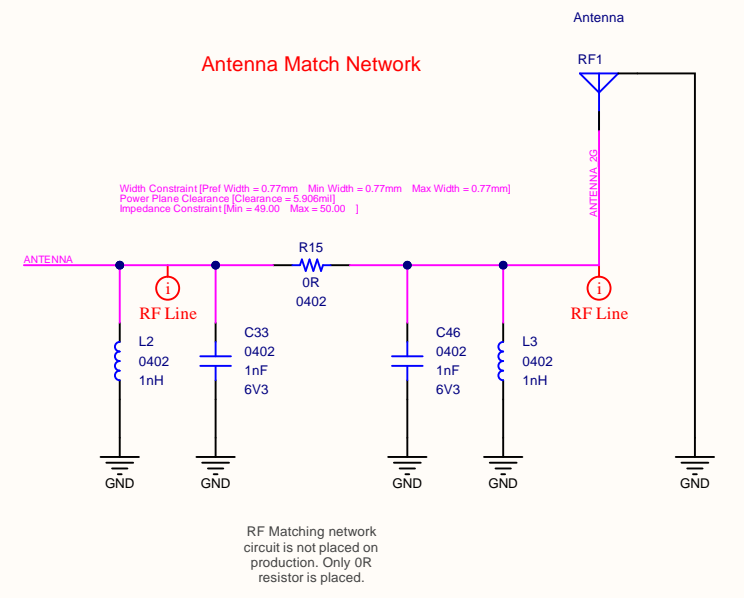 Antenna
Antenna Match Network
RF1
ANTENNA_2G
Width Constraint [Pref Width = 0.77mm Min Width = 0.77mm Max Width = 0.77mm]
Power Plane Clearance [Clearance = 5.906mil]
Impedance Constraint [Min = 49.00 Max = 50.00 ]
ANTENNA
R15
0R
0402
i
RF Line
i
RF Line
L2
0402
1nH
C33
0402
1nF
6V3
C46
0402
1nF
6V3
L3
0402
1nH
GND
GND
GND
GND
GND
RF Matching network
circuit is not placed on
production. Only 0R
resistor is placed.